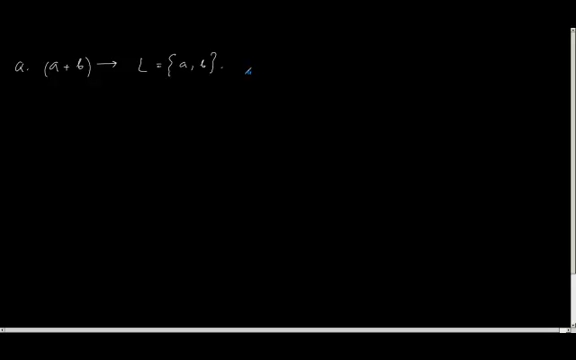 a. (a + b) → L = {a, b}.